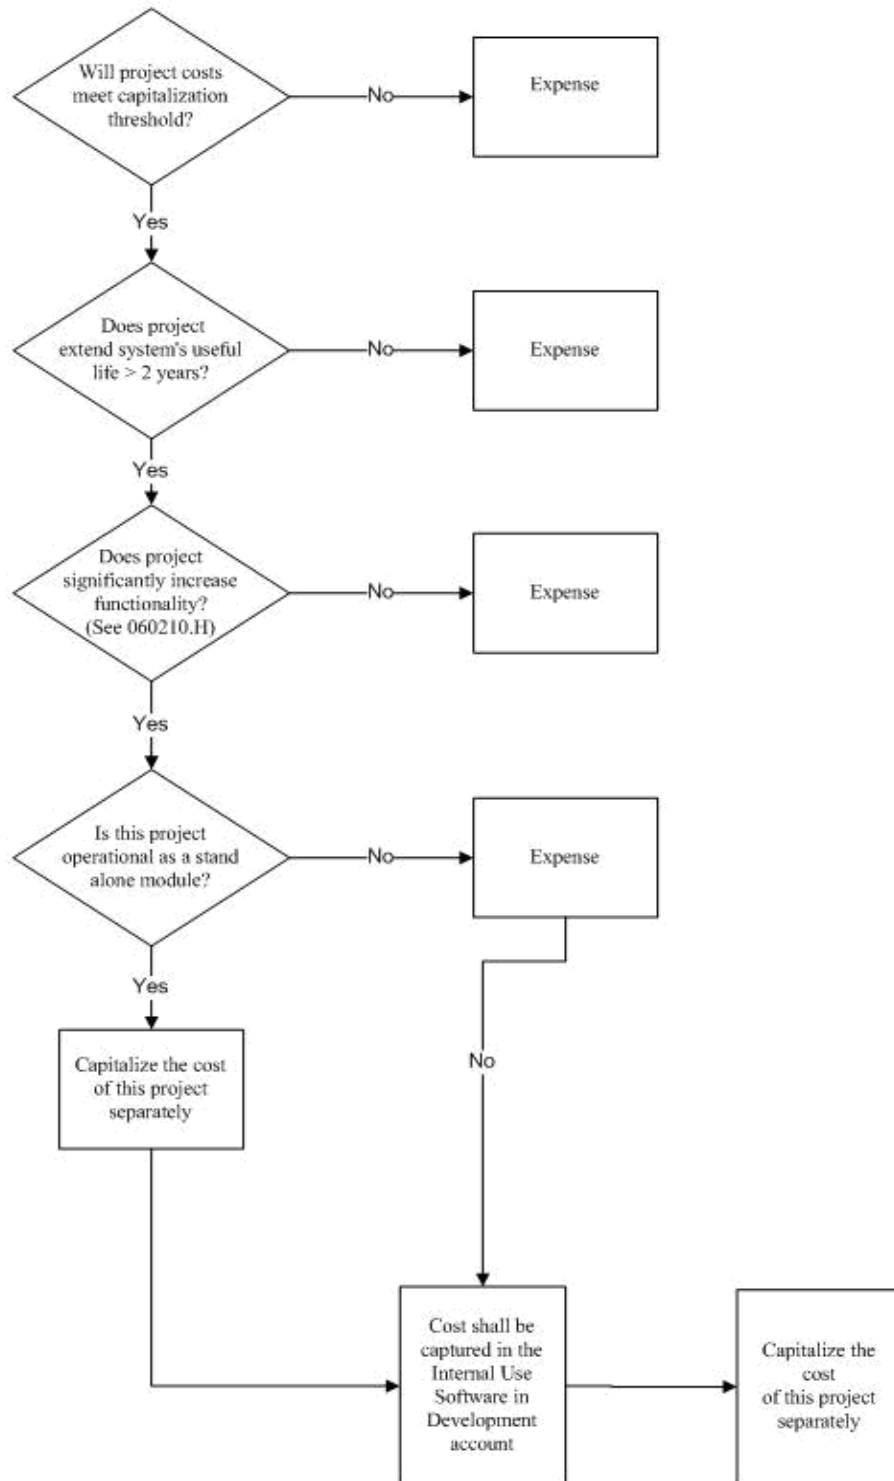 Will project costs
meet capitalization
threshold?
No
Expense
Yes
Does project
extend system's useful
life > 2 years?
No
Expense
Yes
Does project
significantly increase
functionality?
(See 060210.H)
No
Expense
Yes
Is this project
operational as a stand
alone module?
No
Expense
Yes
Capitalize the cost
of this project
separately
No
Cost shall be
captured in the
Internal Use
Software in
Development
account
Capitalize the
cost
of this project
separately